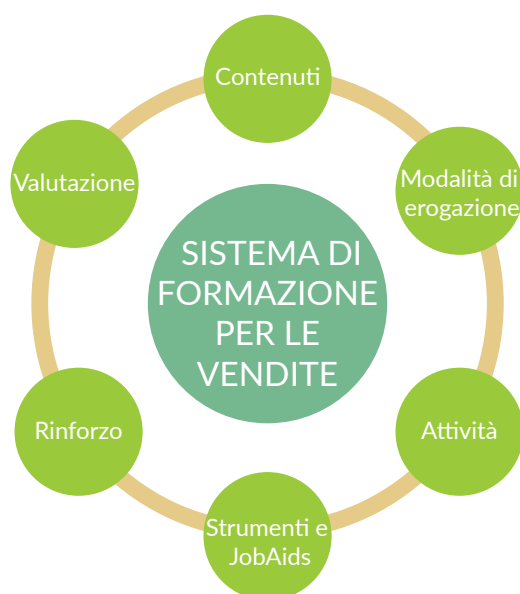 Contenuti
Modalità di
erogazione
Attività
Strumenti e
JobAids
Rinforzo
Valutazione
SISTEMA DI
FORMAZIONE
PER LE
VENDITE